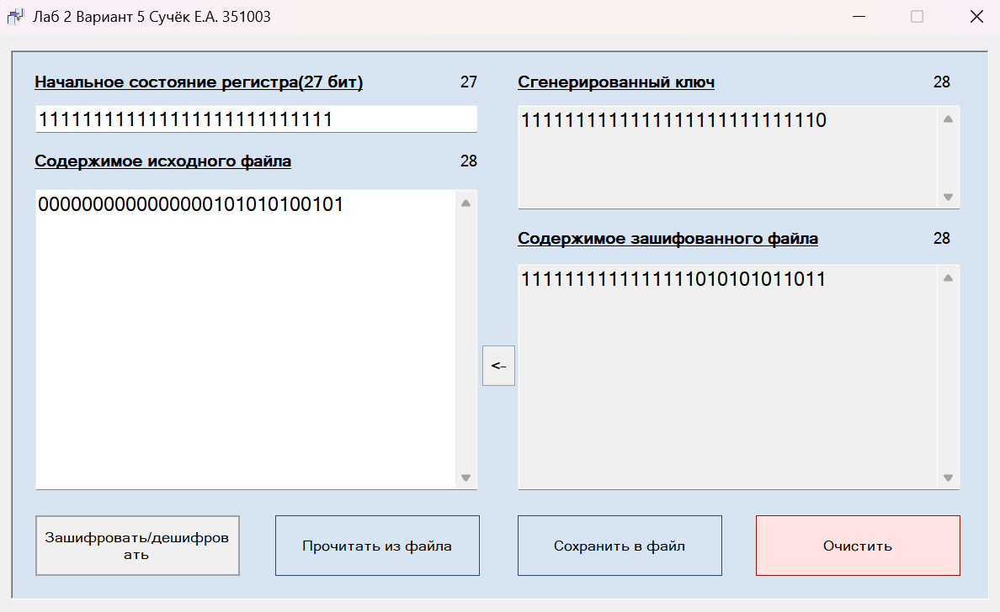 Лаб 2 Вариант 5 Сучёк Е.А. 351003
Начальное состояние регистра(27 бит) 27
111111111111111111111111111
Сгенерированный ключ 28
1111111111111111111111111110
Содержимое исходного файла 28
0000000000000000101010100101
Содержимое зашифованного файла 28
1111111111111111010101011011
<-
Зашифровать/дешифров
ать
Прочитать из файла
Сохранить в файл
Очистить